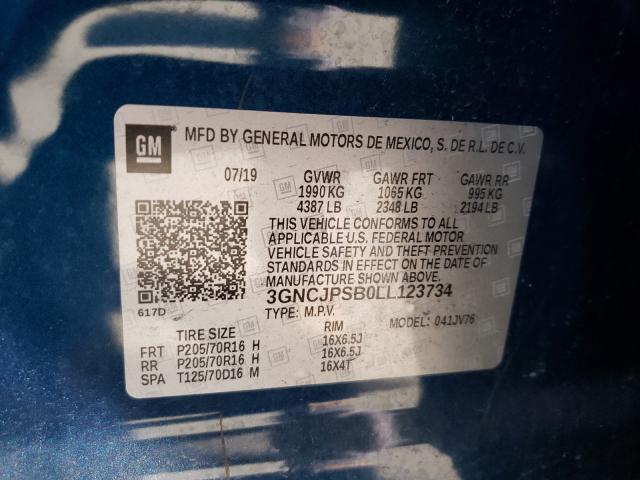 GM
MFD BY GENERAL MOTORS DE MEXICO, S. DE R.L. DE C.V.
07/19 GVWR GAWR FRT GAWR RR
1990 KG 1065 KG 995 KG
4387 LB 2348 LB 2194 LB
THIS VEHICLE CONFORMS TO ALL
APPLICABLE U.S. FEDERAL MOTOR
VEHICLE SAFETY AND THEFT PREVENTION
STANDARDS IN EFFECT ON THE DATE OF
MANUFACTURE SHOWN ABOVE.
3GNCJPSB0LL123734
617D
TYPE: M.P.V. MODEL: 041JV76
TIRE SIZE RIM
FRT P205/70R16 H 16X6.5J
RR P205/70R16 H 16X6.5J
SPA T125/70D16 M 16X4T